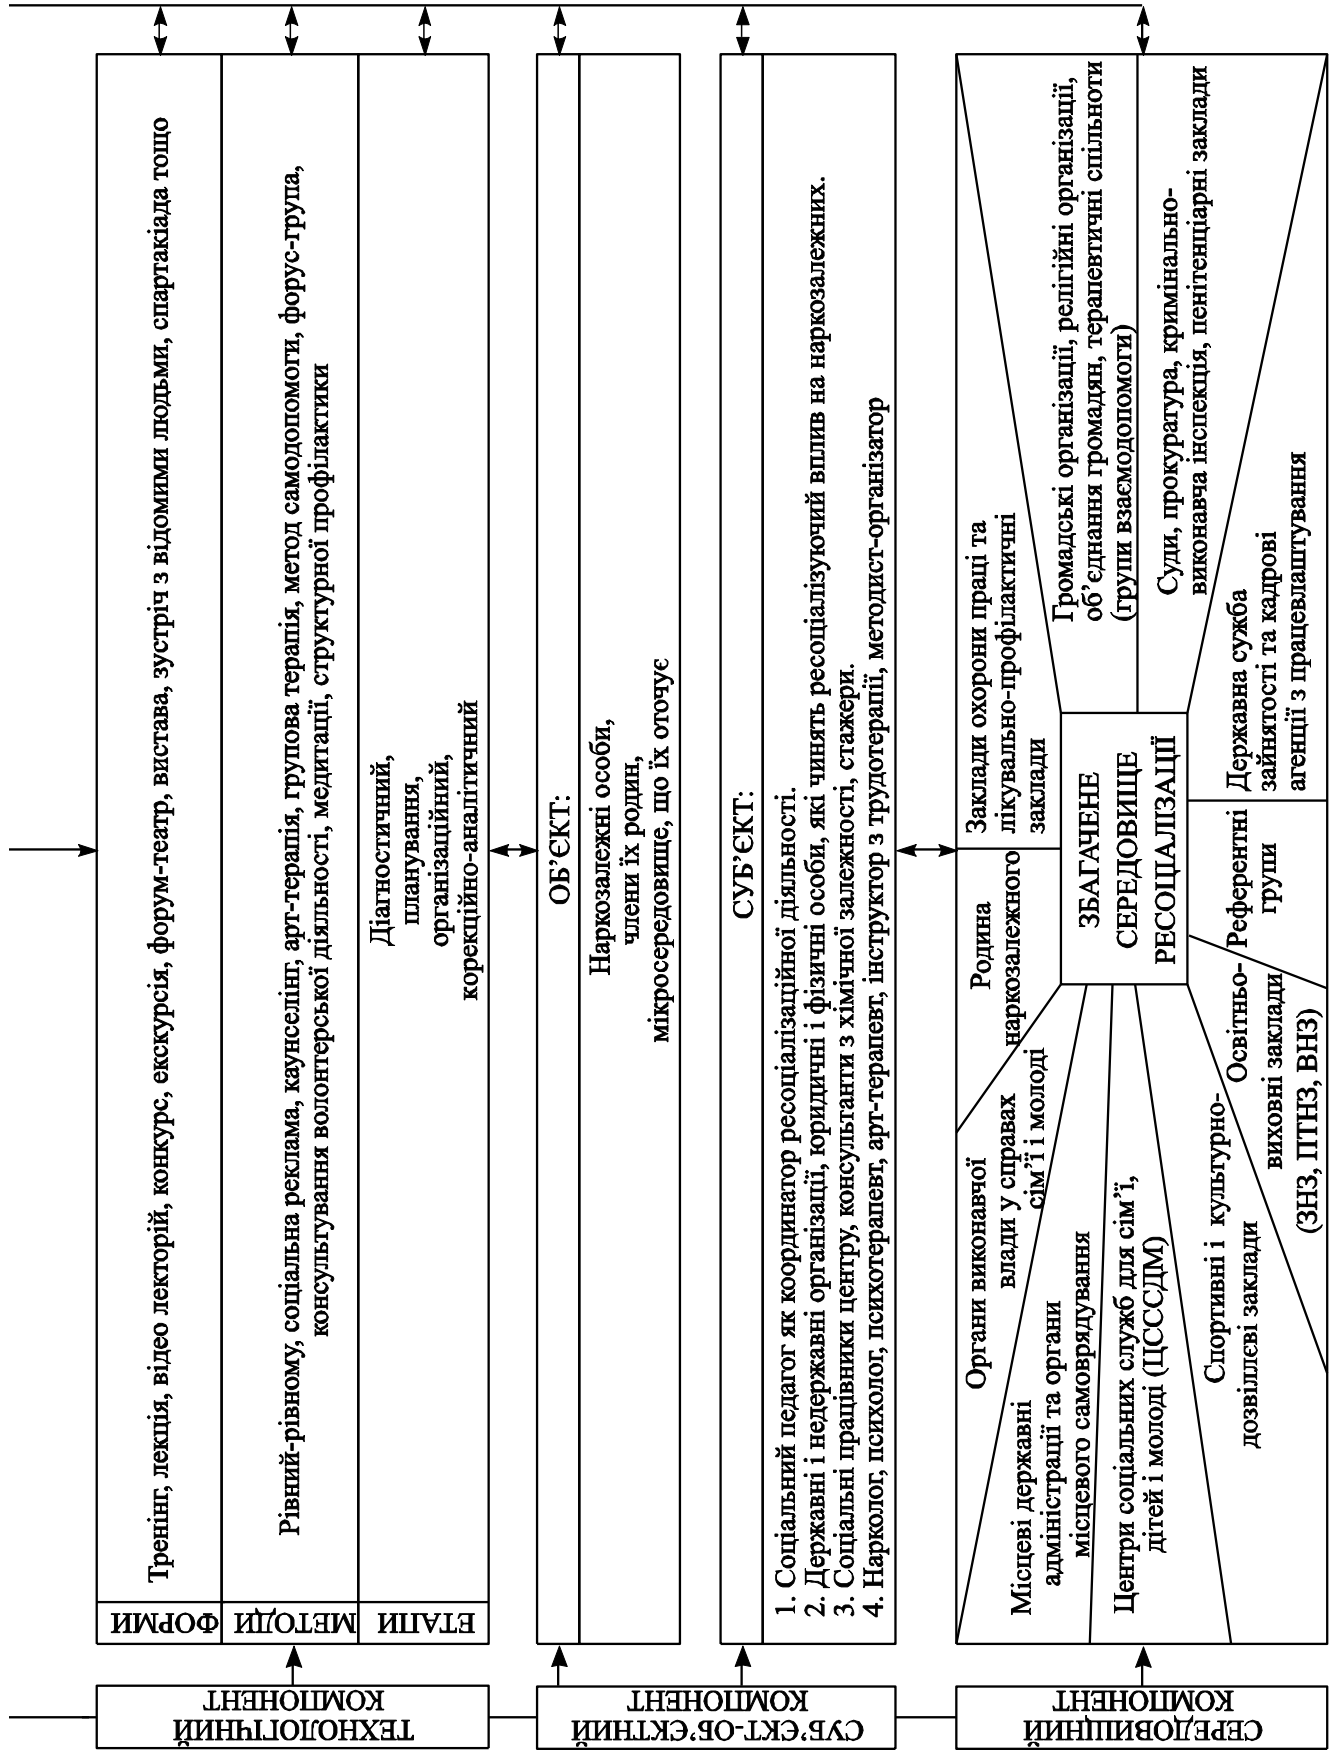 ТЕХНОЛОГІЧНИЙ
КОМПОНЕНТ
ФОРМИ
Тренінг, лекція, відео лекторій, конкурс, екскурсія, форум-театр, вистава, зустріч з відомими людьми, спартакіада тощо
МЕТОДИ
Рівний-рівному, соціальна реклама, каунселінг, арт-терапія, групова терапія, метод самодопомоги, форус-група,
консультування волонтерської діяльності, медитації, структурної профілактики
ЕТАПИ
Діагностичний,
планування,
організаційний,
корекційно-аналітичний
СУБ’ЄКТ-ОБ’ЄКТНИЙ
КОМПОНЕНТ
ОБ’ЄКТ:
Наркозалежні особи,
члени їх родин,
мікросередовище, що їх оточує
СУБ’ЄКТ:
1. Соціальний педагог як координатор ресоціалізаційної діяльності.
2. Державні і недержавні організації, юридичні і фізичні особи, які чинять ресоціалізуючий вплив на наркозалежних.
3. Соціальні працівники центру, консультанти з хімічної залежності, стажери.
4. Нарколог, психолог, психотерапевт, арт-терапевт, інструктор з трудотерапії, методист-організатор
СЕРЕДОВИЩНИЙ
КОМПОНЕНТ
Органи виконавчої
влади у справах
сім’ї і молоді
Родина
наркозалежного
Заклади охорони праці та
лікувально-профілактичні
заклади
Громадські організації, релігійні організації,
об’єднання громадян, терапевтичні спільноти
(групи взаємодопомоги)
Місцеві державні
адміністрації та органи
місцевого самоврядування
ЗБАГАЧЕНЕ
СЕРЕДОВИЩЕ
РЕСОЦІАЛІЗАЦІЇ
Суди, прокуратура, кримінально-
виконавча інспекція, пенітенціарні заклади
Центри соціальних служб для сім’ї,
дітей і молоді (ЦСССДМ)
Спортивні і культурно-
дозвіллєві заклади
Освітньо-
виховні заклади
(ЗНЗ, ПТНЗ, ВНЗ)
Референтні
групи
Державна сужба
зайнятості та кадрові
агенції з працевлаштування